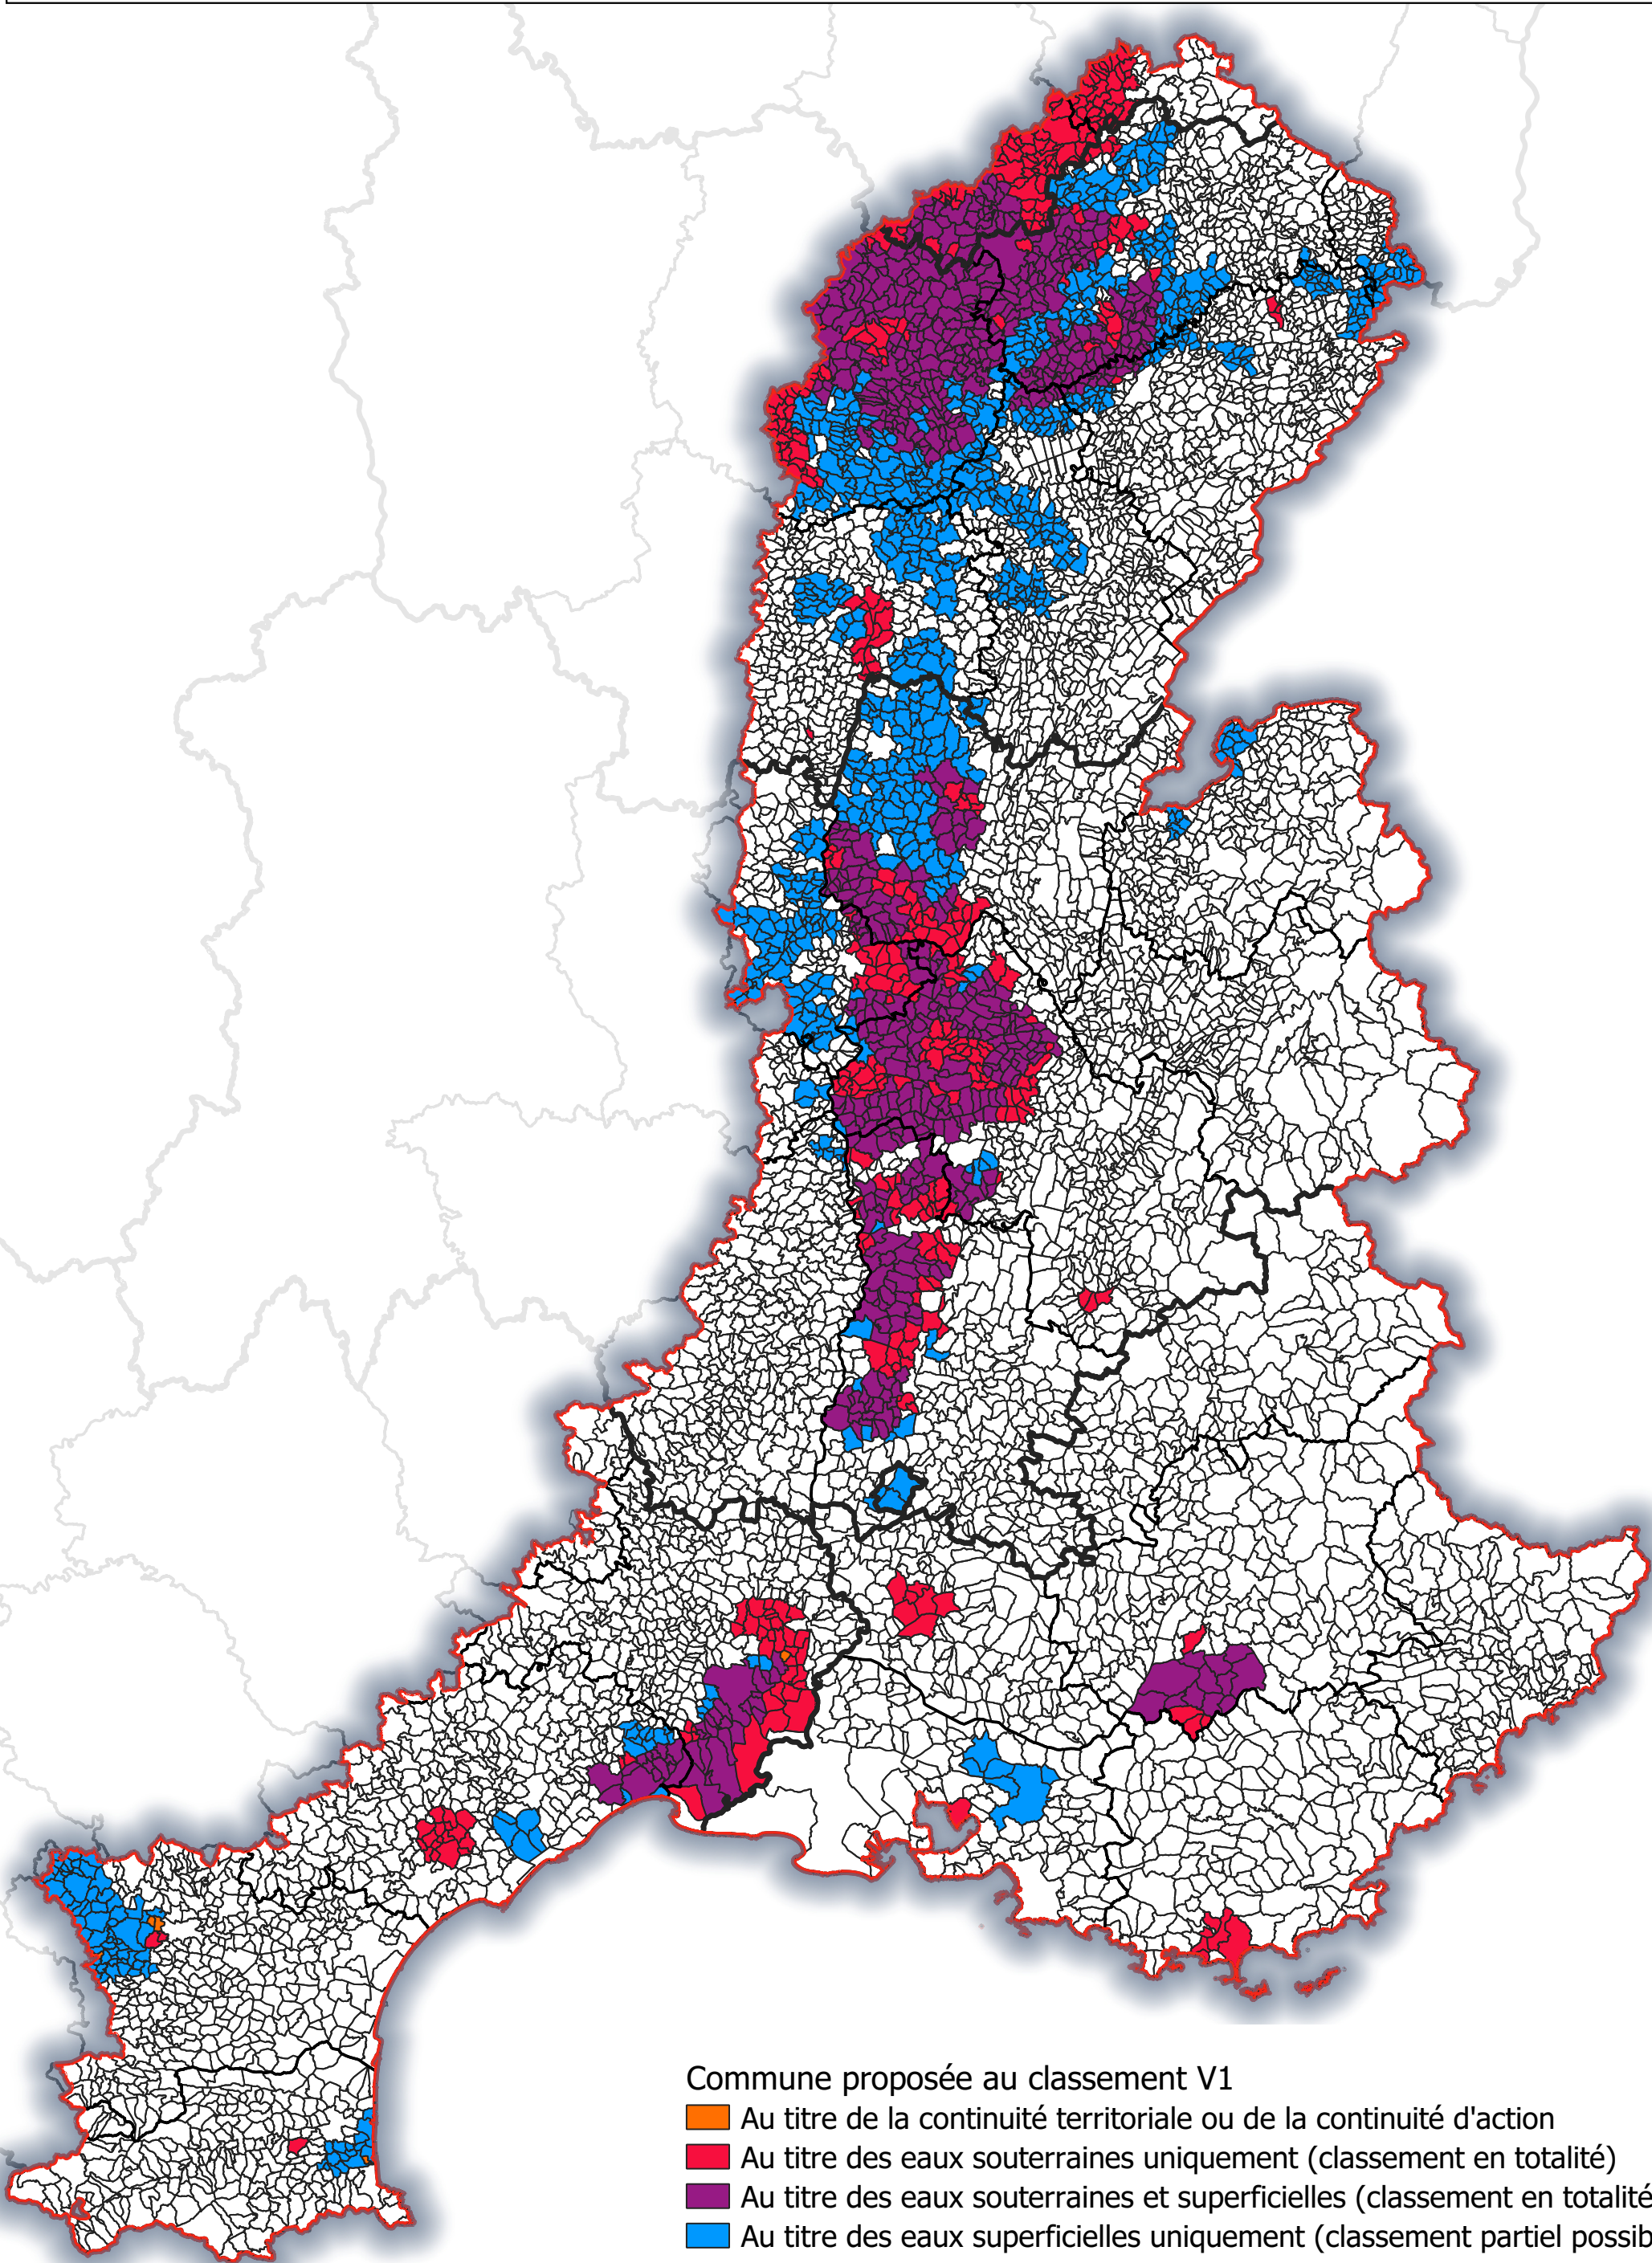 Commune proposée au classement V1
Au titre de la continuité territoriale ou de la continuité d'action
Au titre des eaux souterraines uniquement (classement en totalité)
Au titre des eaux souterraines et superficielles (classement en totalité
Au titre des eaux superficielles uniquement (classement partiel possib